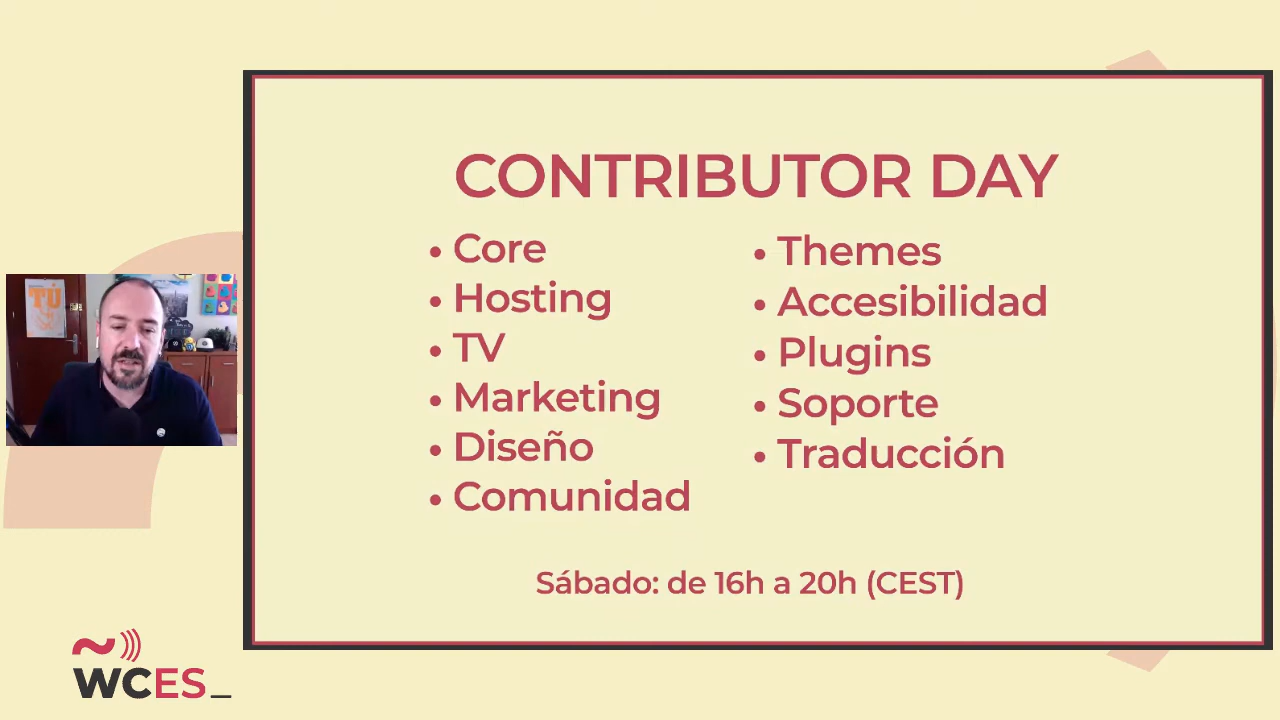 CONTRIBUTOR DAY
• Core
• Hosting
• TV
• Marketing
• Diseño
• Comunidad
• Themes
• Accesibilidad
• Plugins
• Soporte
• Traducción
Sábado: de 16h a 20h (CEST)
TÚ
WCES_